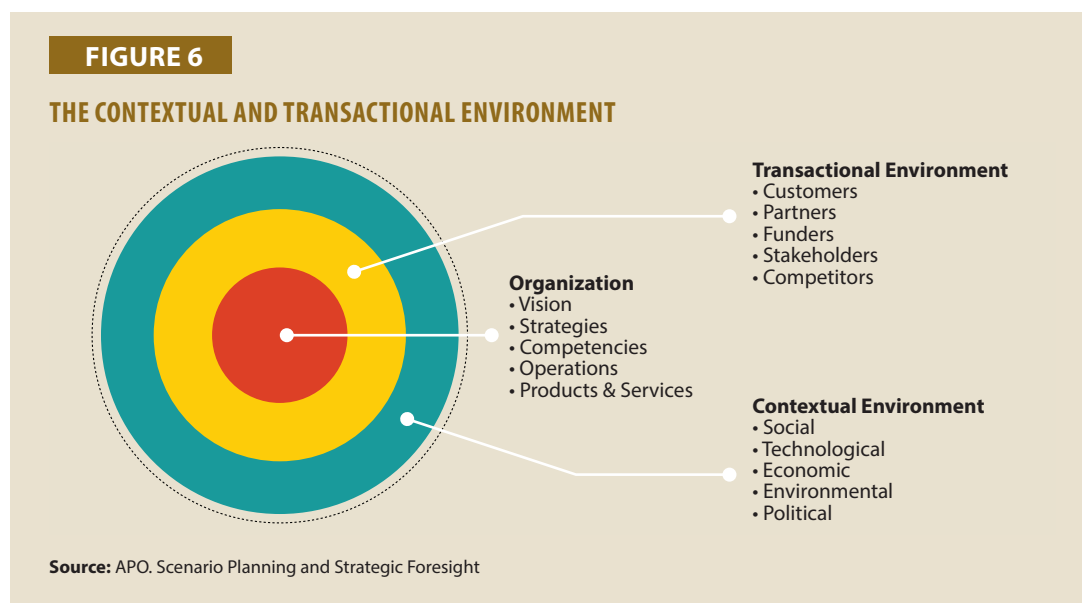 FIGURE 6
THE CONTEXTUAL AND TRANSACTIONAL ENVIRONMENT
Transactional Environment
• Customers
• Partners
• Funders
• Stakeholders
• Competitors
Organization
• Vision
• Strategies
• Competencies
• Operations
• Products & Services
Contextual Environment
• Social
• Technological
• Economic
• Environmental
• Political
Source: APO. Scenario Planning and Strategic Foresight